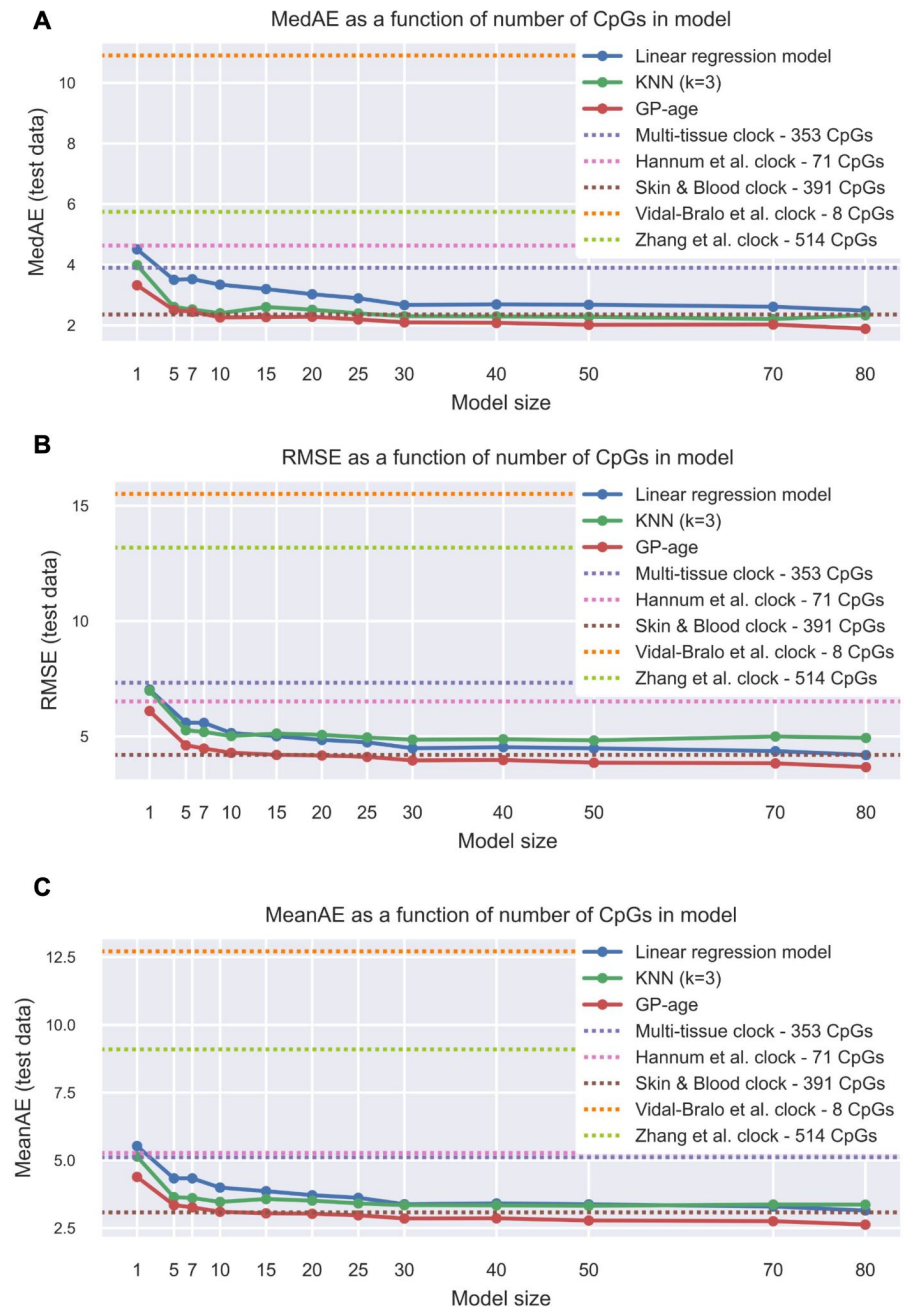 A
MedAE as a function of number of CpGs in model
MedAE (test data)
10
8
6
4
2
Linear regression model
KNN (k=3)
GP-age
Multi-tissue clock - 353 CpGs
Hannum et al. clock - 71 CpGs
Skin & Blood clock - 391 CpGs
Vidal-Bralo et al. clock - 8 CpGs
Zhang et al. clock - 514 CpGs
1 5 7 10 15 20 25 30 40 50 70 80
Model size
B
RMSE as a function of number of CpGs in model
RMSE (test data)
15
10
5
Linear regression model
KNN (k=3)
GP-age
Multi-tissue clock - 353 CpGs
Hannum et al. clock - 71 CpGs
Skin & Blood clock - 391 CpGs
Vidal-Bralo et al. clock - 8 CpGs
Zhang et al. clock - 514 CpGs
1 5 7 10 15 20 25 30 40 50 70 80
Model size
C
MeanAE as a function of number of CpGs in model
MeanAE (test data)
12.5
10.0
7.5
5.0
2.5
Linear regression model
KNN (k=3)
GP-age
Multi-tissue clock - 353 CpGs
Hannum et al. clock - 71 CpGs
Skin & Blood clock - 391 CpGs
Vidal-Bralo et al. clock - 8 CpGs
Zhang et al. clock - 514 CpGs
1 5 7 10 15 20 25 30 40 50 70 80
Model size